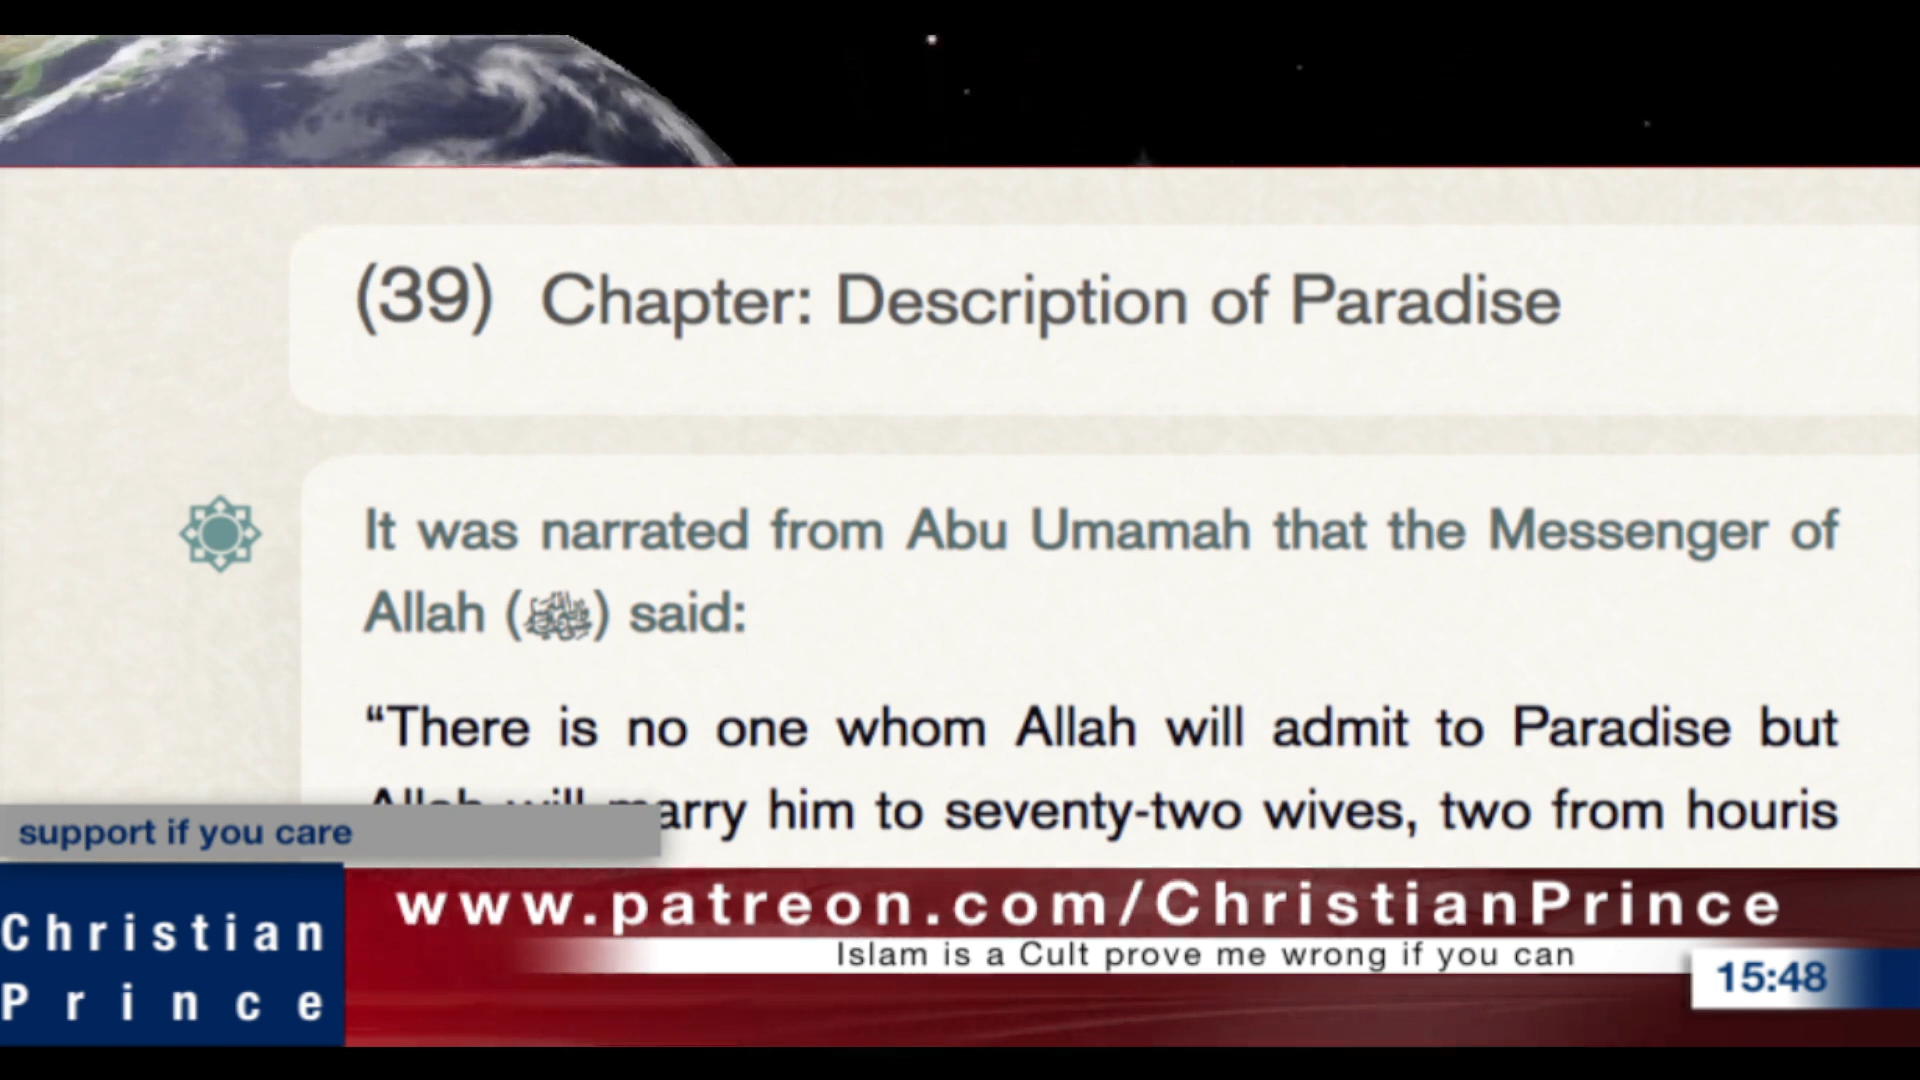 (39) Chapter: Description of Paradise
It was narrated from Abu Umamah that the Messenger of
Allah (ﷺ) said:
“There is no one whom Allah will admit to Paradise but
Allah will marry him to seventy-two wives, two from houris
support if you care
Christian
Prince
www.patreon.com/ChristianPrince
Islam is a Cult prove me wrong if you can
15:48